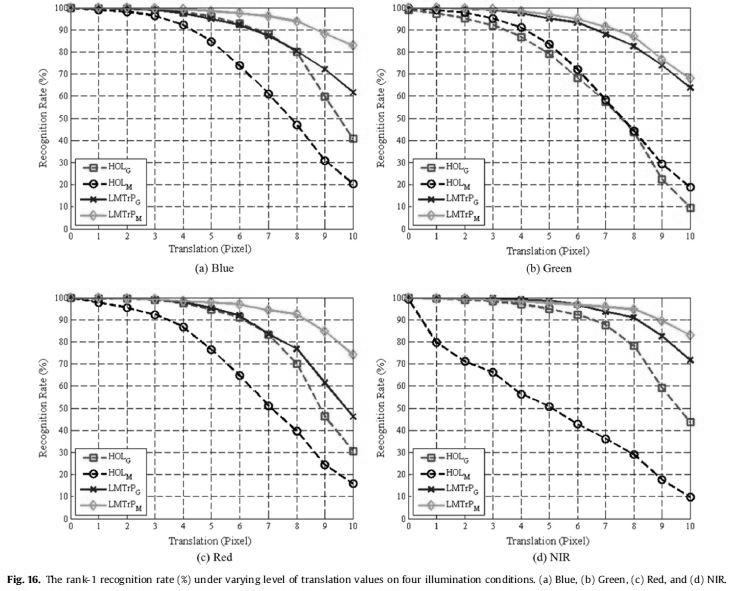 100
90
80
70
60
50
40
30
20
10
0
Recognition Rate (%)
HOL_G
HOL_M
LMTrP_G
LMTrP_M
0 1 2 3 4 5 6 7 8 9 10
Translation (Pixel)
(a) Blue
100
90
80
70
60
50
40
30
20
10
0
Recognition Rate (%)
HOL_G
HOL_M
LMTrP_G
LMTrP_M
0 1 2 3 4 5 6 7 8 9 10
Translation (Pixel)
(b) Green
100
90
80
70
60
50
40
30
20
10
0
Recognition Rate (%)
HOL_G
HOL_M
LMTrP_G
LMTrP_M
0 1 2 3 4 5 6 7 8 9 10
Translation (Pixel)
(c) Red
100
90
80
70
60
50
40
30
20
10
0
Recognition Rate (%)
HOL_G
HOL_M
LMTrP_G
LMTrP_M
0 1 2 3 4 5 6 7 8 9 10
Translation (Pixel)
(d) NIR
Fig. 16. The rank-1 recognition rate (%) under varying level of translation values on four illumination conditions. (a) Blue, (b) Green, (c) Red, and (d) NIR.